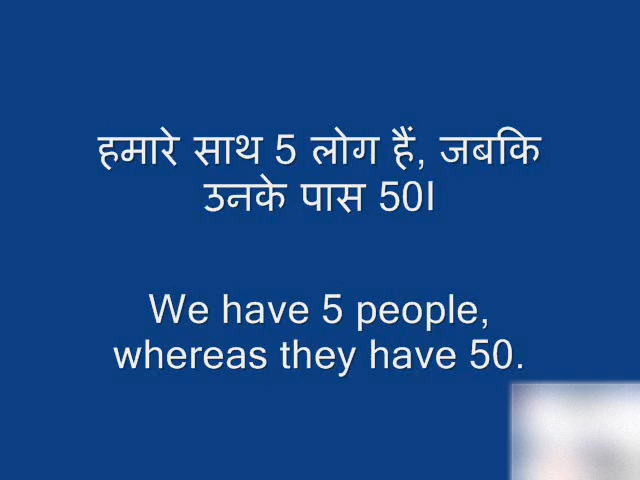 हमारे साथ 5 लोग हैं, जबकि
उनके पास 50।
We have 5 people,
whereas they have 50.